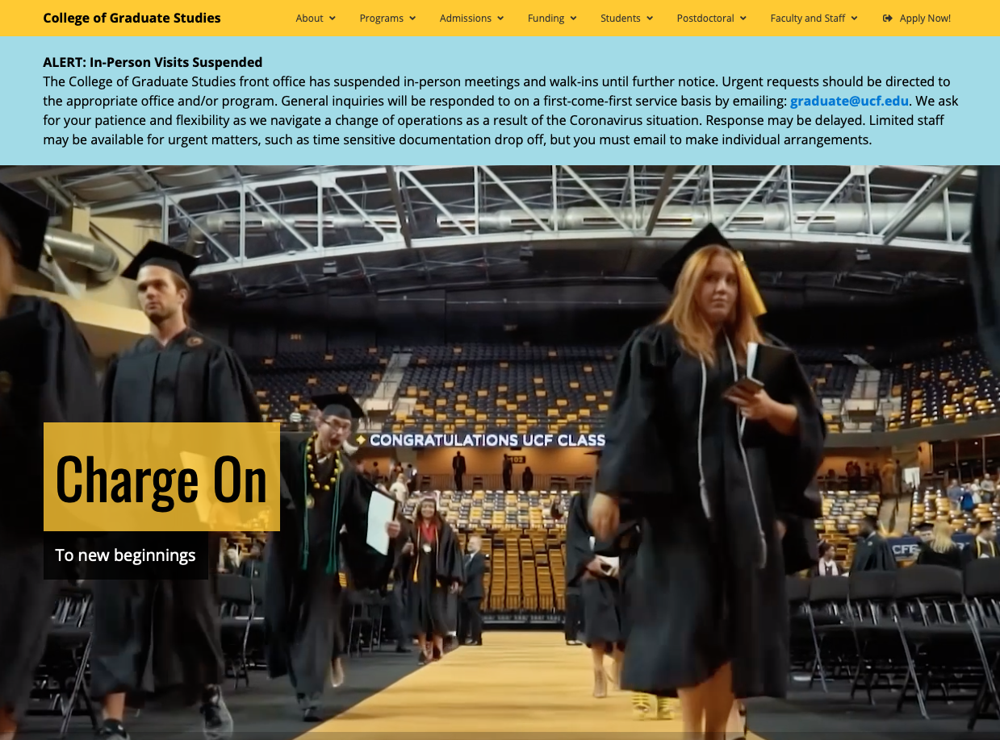 College of Graduate Studies
About Programs Admissions Funding Students Postdoctoral Faculty and Staff Apply Now!
ALERT: In-Person Visits Suspended
The College of Graduate Studies front office has suspended in-person meetings and walk-ins until further notice. Urgent requests should be directed to
the appropriate office and/or program. General inquiries will be responded to on a first-come-first service basis by emailing: graduate@ucf.edu. We ask
for your patience and flexibility as we navigate a change of operations as a result of the Coronavirus situation. Response may be delayed. Limited staff
may be available for urgent matters, such as time sensitive documentation drop off, but you must email to make individual arrangements.
201
CONGRATULATIONS UCF CLASS
102
Charge On
To new beginnings
CFE